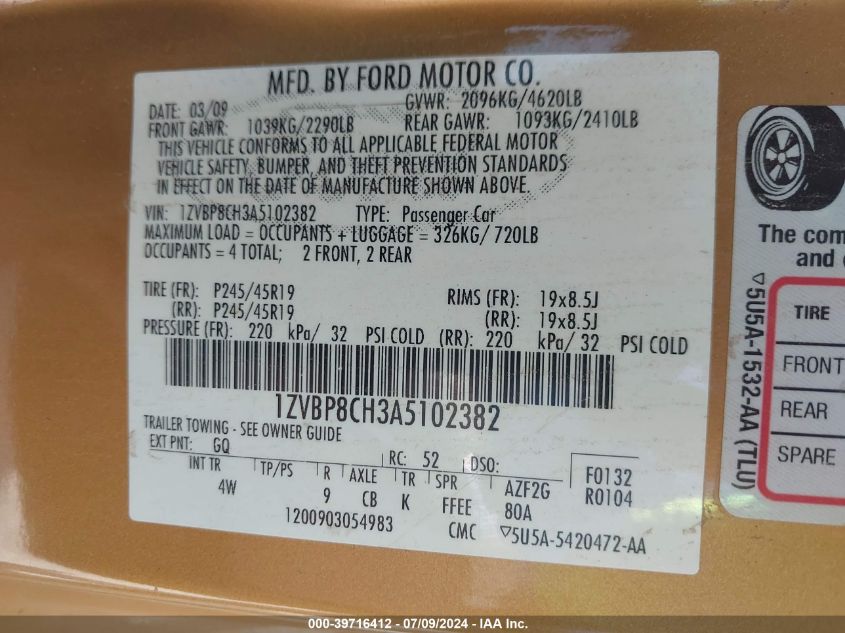 MFD. BY FORD MOTOR CO.
DATE: 03/09 GVWR: 2096KG/4620LB
FRONT GAWR: 1039KG/2290LB REAR GAWR: 1093KG/2410LB
THIS VEHICLE CONFORMS TO ALL APPLICABLE FEDERAL MOTOR
VEHICLE SAFETY, BUMPER, AND THEFT PREVENTION STANDARDS
IN EFFECT ON THE DATE OF MANUFACTURE SHOWN ABOVE.
VIN: 1ZVBP8CH3A5102382 TYPE: Passenger Car
MAXIMUM LOAD = OCCUPANTS + LUGGAGE = 326KG/ 720LB
OCCUPANTS = 4 TOTAL; 2 FRONT, 2 REAR
TIRE (FR): P245/45R19 RIMS (FR): 19x8.5J
(RR): P245/45R19 (RR): 19x8.5J
PRESSURE (FR): 220 kPa/ 32 PSI COLD (RR): 220 kPa/ 32 PSI COLD
1ZVBP8CH3A5102382
TRAILER TOWING - SEE OWNER GUIDE
EXT PNT: GQ RC: 52 DSO:
INT TR TP/PS R AXLE TR SPR F0132
4W 9 CB K FFEE AZF2G R0104
80A
1200903054983 CMC ▽5U5A-5420472-AA
The com
and
▽5U5A-1532-AA (TLU)
TIRE
FRONT
REAR
SPARE
000-39716412 - 07/09/2024 - IAA Inc.